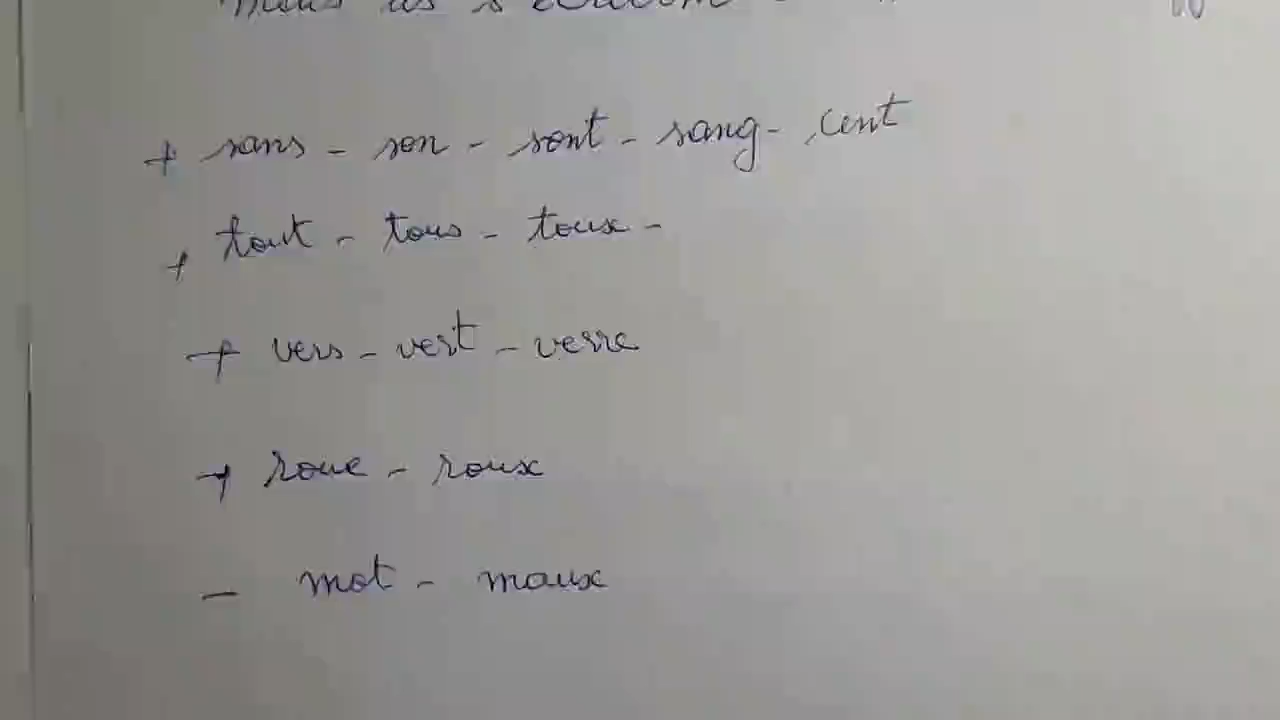 + sans - son - sont - sang - cent
+ tout - tous - toux -
+ vers - vert - verre
+ roue - roux
- mot - maux